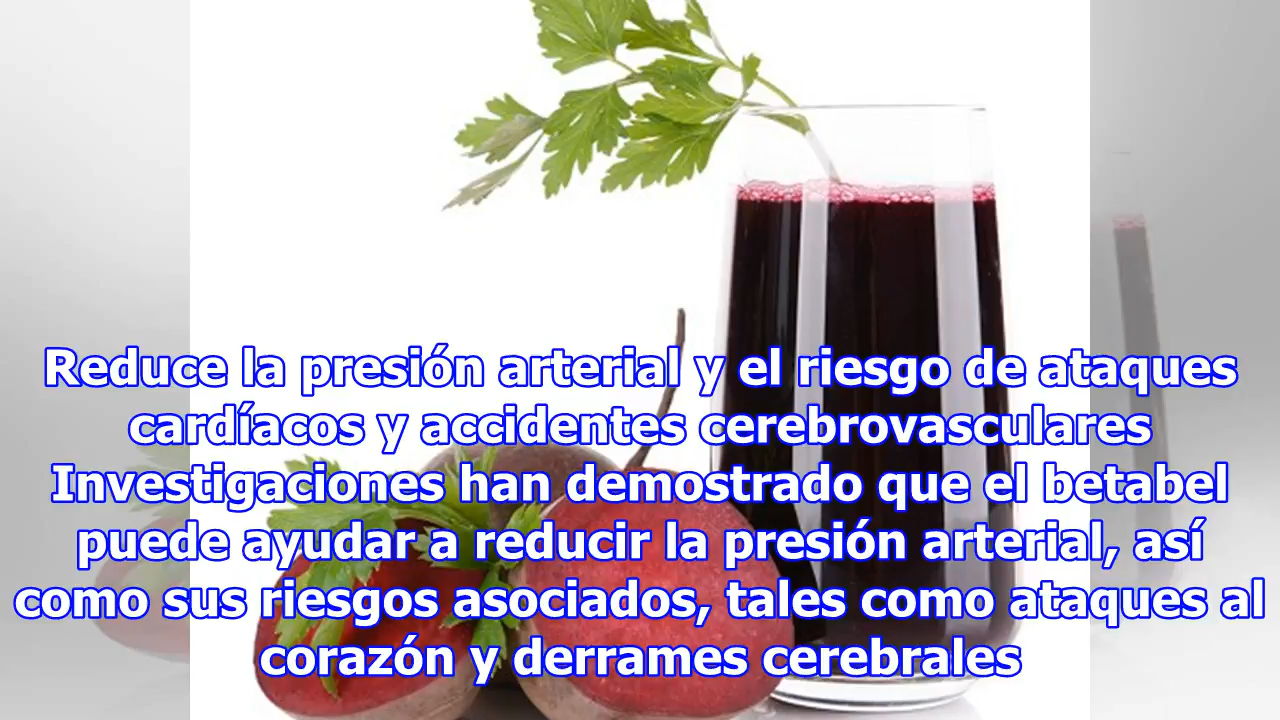 Reduce la presión arterial y el riesgo de ataques
cardíacos y accidentes cerebrovasculares
Investigaciones han demostrado que el betabel
puede ayudar a reducir la presión arterial, así
como sus riesgos asociados, tales como ataques al
corazón y derrames cerebrales